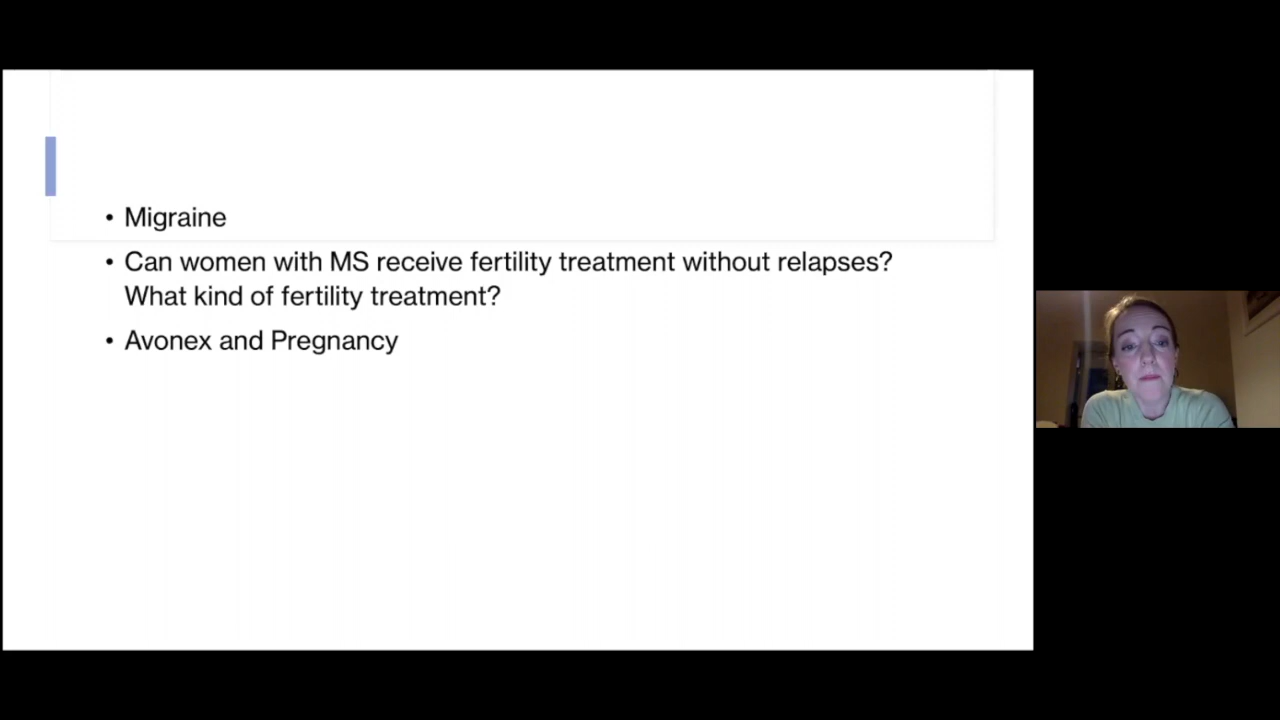 • Migraine
• Can women with MS receive fertility treatment without relapses?
What kind of fertility treatment?
• Avonex and Pregnancy